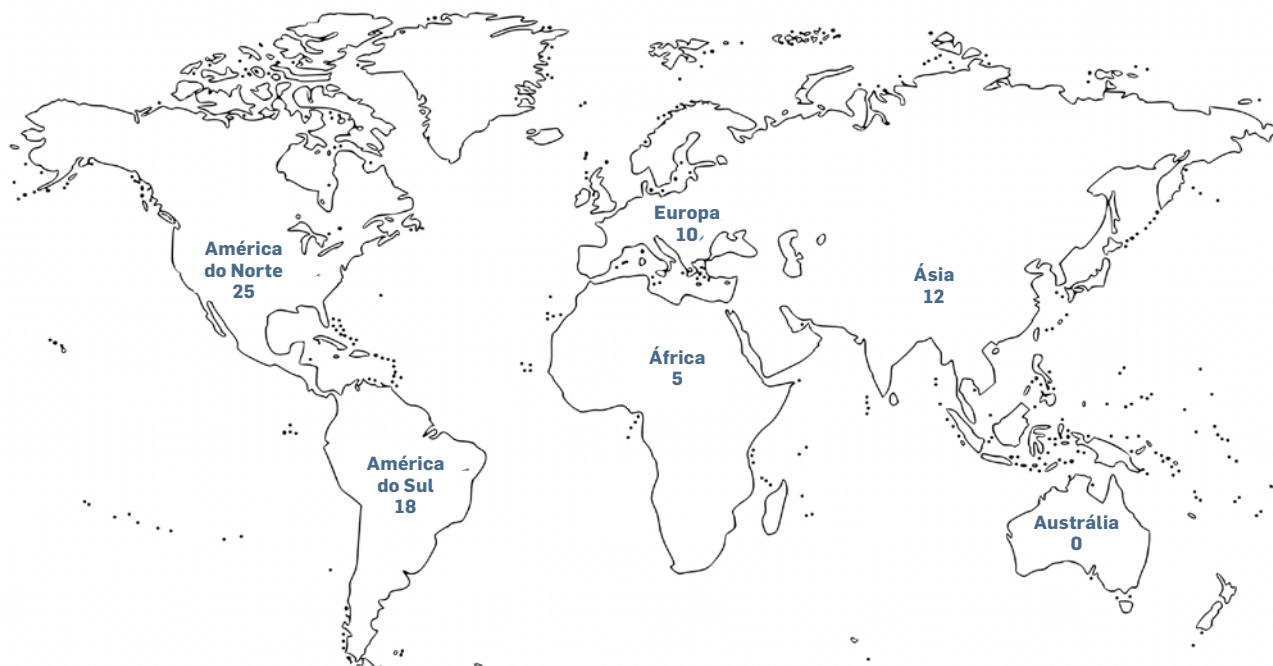 América
do Norte
25
Europa
10
Ásia
12
África
5
América
do Sul
18
Austrália
0